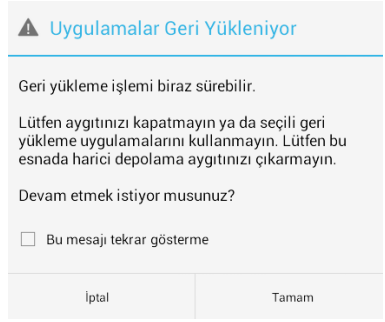 Uygulamalar Geri Yükleniyor
Geri yükleme işlemi biraz sürebilir.
Lütfen aygıtınızı kapatmayın ya da seçili geri
yükleme uygulamalarını kullanmayın. Lütfen bu
esnada harici depolama aygıtınızı çıkarmayın.
Devam etmek istiyor musunuz?
Bu mesajı tekrar gösterme
İptal
Tamam